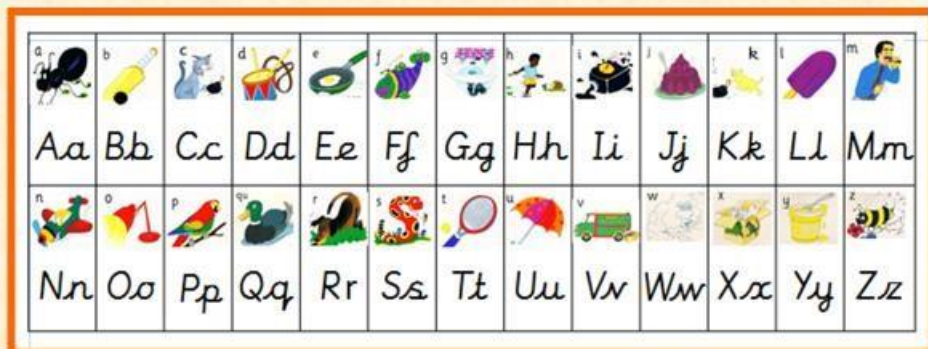 a b c d e f g h i j k l m
Aa Bb Cc Dd Ee Ff Gg Hh Ii Jj Kk Ll Mm
n o p qu r s t u v w x y z
Nn Oo Pp Qq Rr Ss Tt Uu Vv Ww Xx Yy Zz